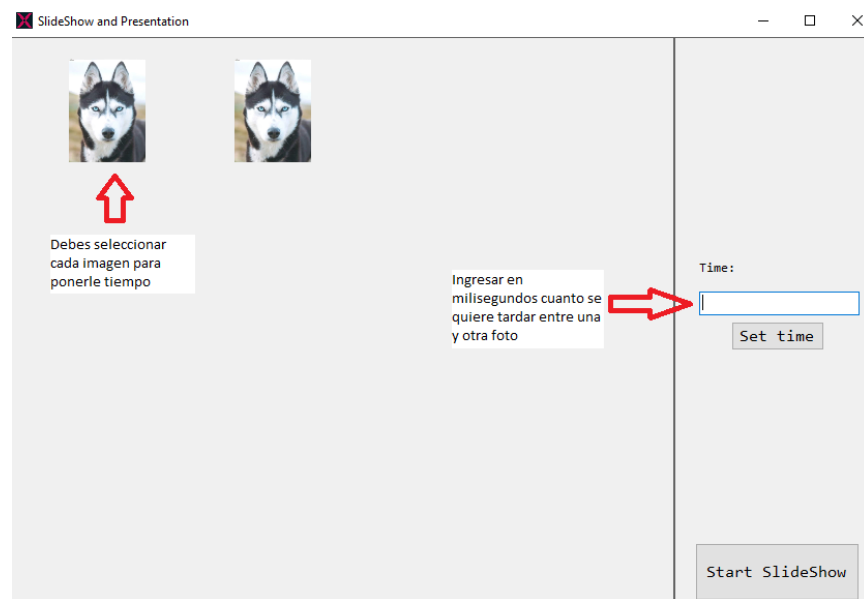 SlideShow and Presentation
Debes seleccionar
cada imagen para
ponerle tiempo
Ingresar en
milisegundos cuanto se
quiere tardar entre una
y otra foto
Time:
Set time
Start SlideShow